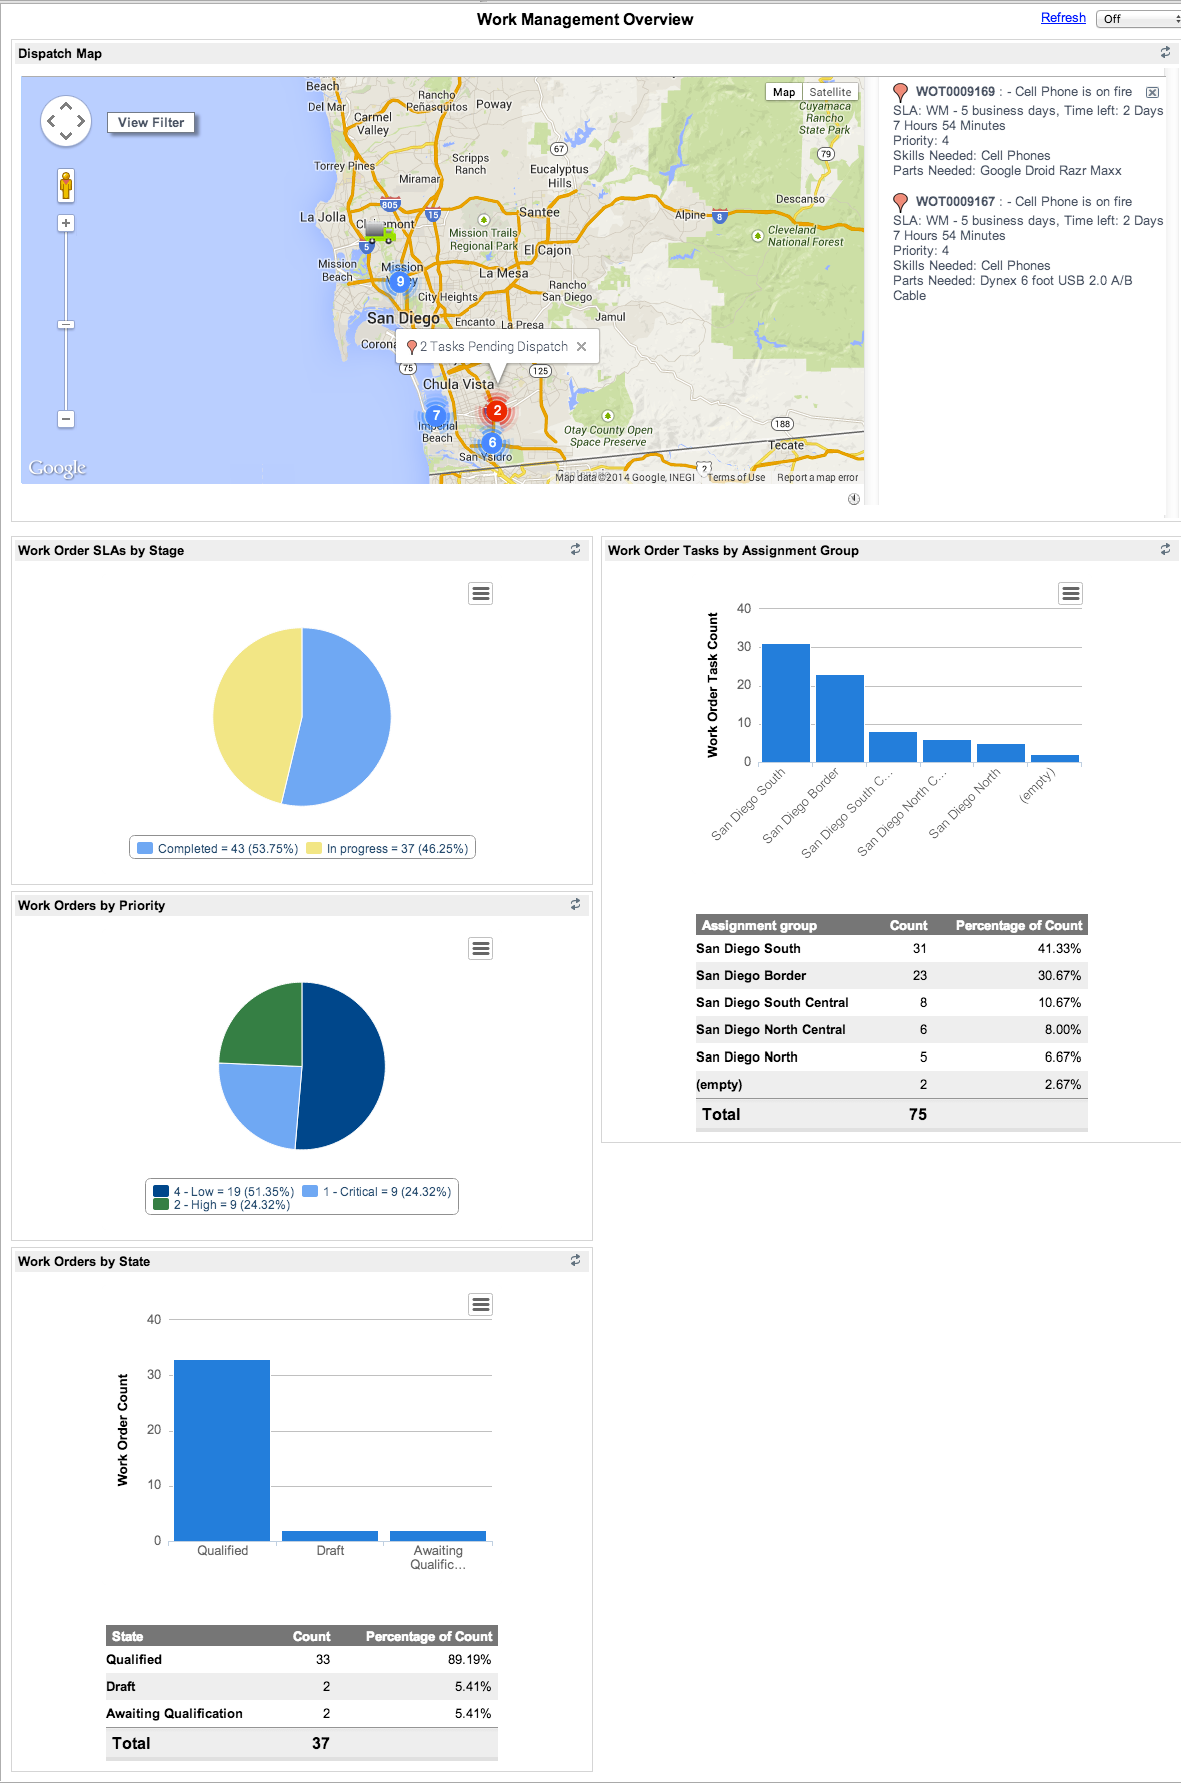 Work Management Overview
Refresh
Off
Dispatch Map
View Filter
Map
Satellite
Beach
Del Mar
Rancho
Peñasquitos
Poway
Carmel
Valley
Cuyamaca
Rancho
State Park
67
79
Torrey Pines
Scripps
Ranch
Miramar
Eucalyptus
Hills
Descanso
805
15
La Jolla
Santee
Alpine
8
Mission Trails
Regional Park
El Cajon
Cleveland
National Forest
5
Mission
Beach
Mission
9
La Mesa
City Heights
Rancho
San Diego
San Diego
Encanto
La Presa
Jamul
2 Tasks Pending Dispatch
75
125
Chula Vista
7
2
Imperial
Beach
6
Otay County Open
Space Preserve
188
Tecate
San Ysidro
2
Google
Map data ©2014 Google, INEGI
Terms of Use
Report a map error
WOT0009169 : - Cell Phone is on fire
SLA: WM - 5 business days, Time left: 2 Days
7 Hours 54 Minutes
Priority: 4
Skills Needed: Cell Phones
Parts Needed: Google Droid Razr Maxx
WOT0009167 : - Cell Phone is on fire
SLA: WM - 5 business days, Time left: 2 Days
7 Hours 54 Minutes
Priority: 4
Skills Needed: Cell Phones
Parts Needed: Dynex 6 foot USB 2.0 A/B
Cable
Work Order SLAs by Stage
Completed = 43 (53.75%) In progress = 37 (46.25%)
Work Orders by Priority
4 - Low = 19 (51.35%) 1 - Critical = 9 (24.32%)
2 - High = 9 (24.32%)
Work Orders by State
Work Order Count
40
30
20
10
0
Qualified
Draft
Awaiting
Qualific...
State Count Percentage of Count
Qualified 33 89.19%
Draft 2 5.41%
Awaiting Qualification 2 5.41%
Total 37
Work Order Tasks by Assignment Group
Work Order Task Count
40
30
20
10
0
San Diego South
San Diego Border
San Diego South C...
San Diego North C...
San Diego North
(empty)
Assignment group Count Percentage of Count
San Diego South 31 41.33%
San Diego Border 23 30.67%
San Diego South Central 8 10.67%
San Diego North Central 6 8.00%
San Diego North 5 6.67%
(empty) 2 2.67%
Total 75